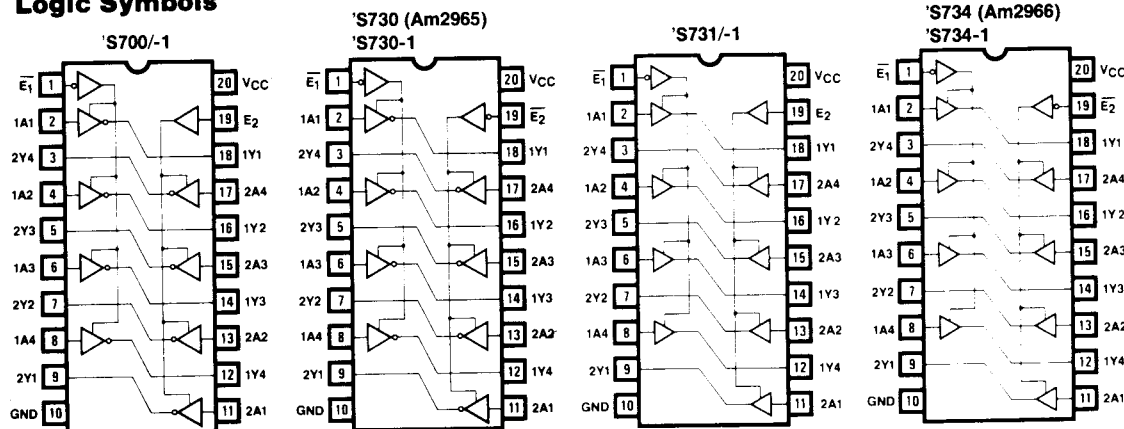 Logic Symbols
'S700/-1
E̅1 1 20 VCC
1A1 2 19 E2
2Y4 3 18 1Y1
1A2 4 17 2A4
2Y3 5 16 1Y2
1A3 6 15 2A3
2Y2 7 14 1Y3
1A4 8 13 2A2
2Y1 9 12 1Y4
GND 10 11 2A1
'S730 (Am2965)
'S730-1
E̅1 1 20 VCC
1A1 2 19 E̅2
2Y4 3 18 1Y1
1A2 4 17 2A4
2Y3 5 16 1Y2
1A3 6 15 2A3
2Y2 7 14 1Y3
1A4 8 13 2A2
2Y1 9 12 1Y4
GND 10 11 2A1
'S731/-1
E̅1 1 20 VCC
1A1 2 19 E2
2Y4 3 18 1Y1
1A2 4 17 2A4
2Y3 5 16 1Y2
1A3 6 15 2A3
2Y2 7 14 1Y3
1A4 8 13 2A2
2Y1 9 12 1Y4
GND 10 11 2A1
'S734 (Am2966)
'S734-1
E̅1 1 20 VCC
1A1 2 19 E̅2
2Y4 3 18 1Y1
1A2 4 17 2A4
2Y3 5 16 1Y2
1A3 6 15 2A3
2Y2 7 14 1Y3
1A4 8 13 2A2
2Y1 9 12 1Y4
GND 10 11 2A1